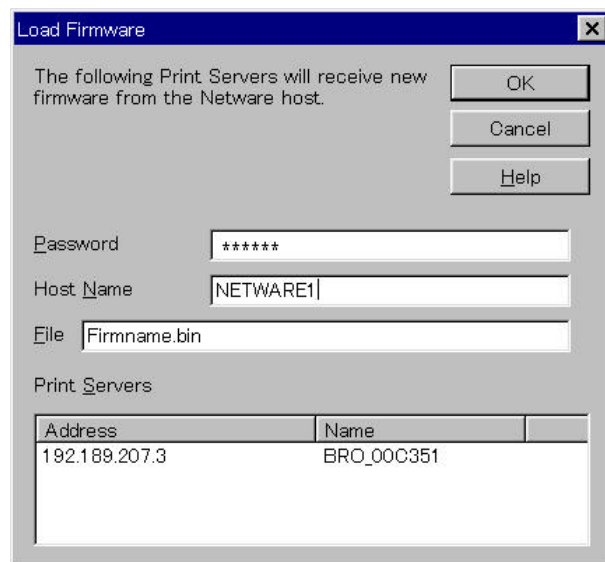 Load Firmware
The following Print Servers will receive new
firmware from the Netware host.
OK
Cancel
Help
Password ******
Host Name NETWARE1
File Firmname.bin
Print Servers
Address Name
192.189.207.3 BRO_00C351